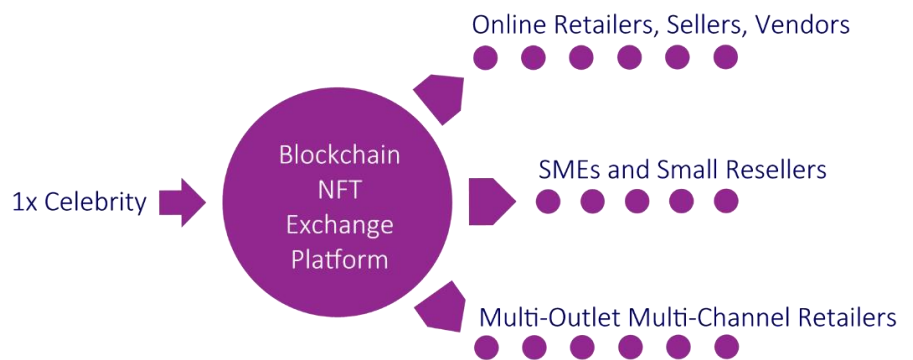 Online Retailers, Sellers, Vendors
Blockchain
NFT
Exchange
Platform
1x Celebrity
SMEs and Small Resellers
Multi-Outlet Multi-Channel Retailers